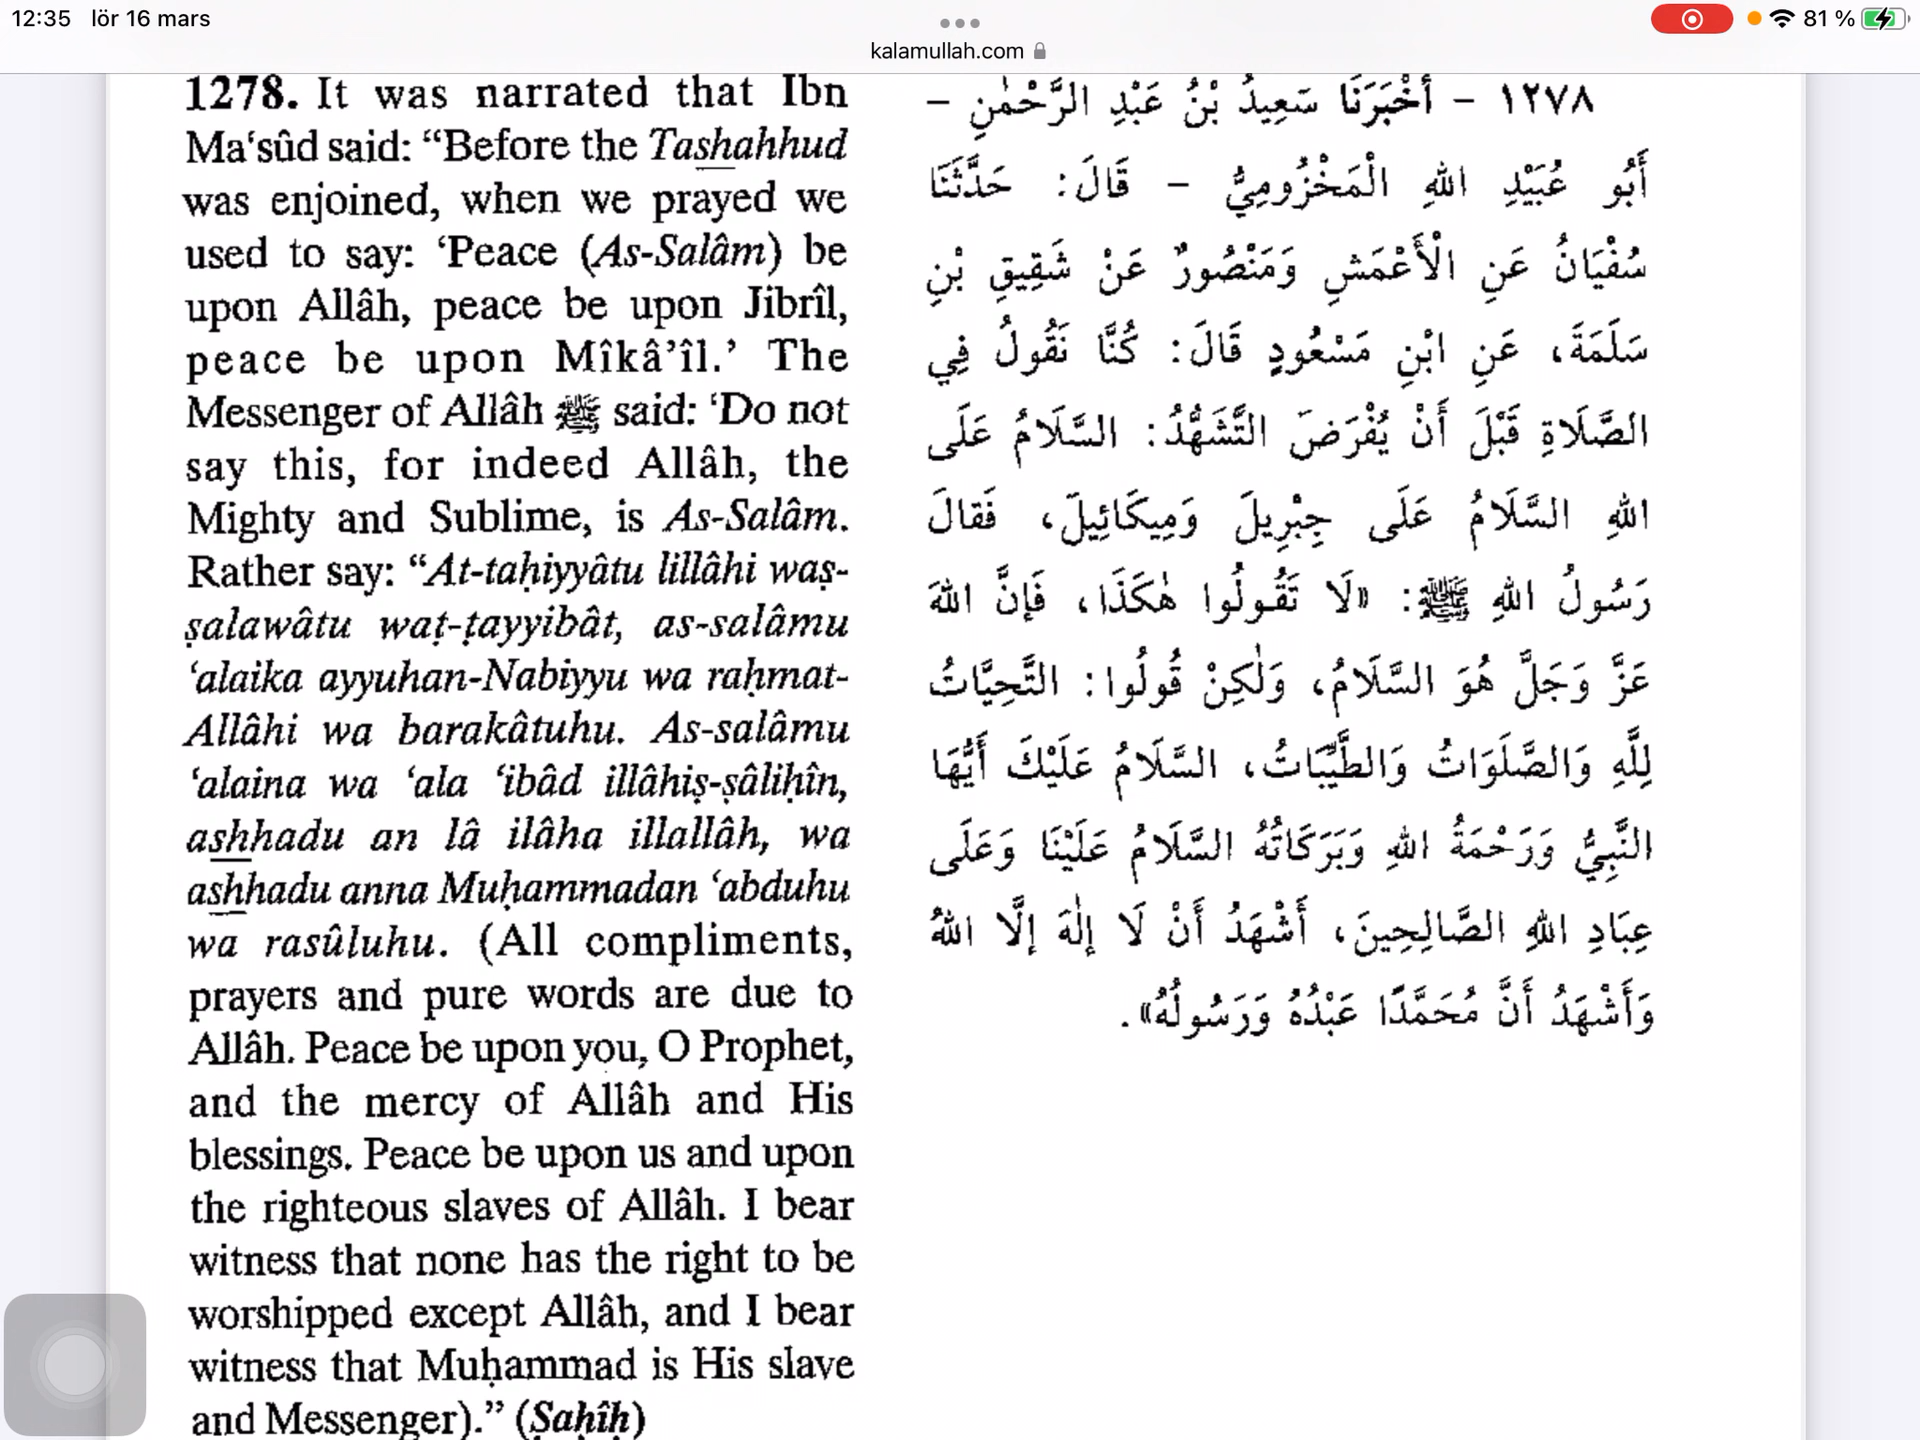 12:35 lör 16 mars
81 %
kalamullah.com
1278. It was narrated that Ibn
Ma‘sûd said: “Before the Tashahhud
was enjoined, when we prayed we
used to say: ‘Peace (As-Salâm) be
upon Allâh, peace be upon Jibrîl,
peace be upon Mîkâ’îl.’ The
Messenger of Allâh ﷺ said: ‘Do not
say this, for indeed Allâh, the
Mighty and Sublime, is As-Salâm.
Rather say: “At-taḥiyyâtu lillâhi waṣ-
ṣalawâtu waṭ-ṭayyibât, as-salâmu
‘alaika ayyuhan-Nabiyyu wa raḥmat-
Allâhi wa barakâtuhu. As-salâmu
‘alaina wa ‘ala ‘ibâd illâhiṣ-ṣâliḥîn,
ashhadu an lâ ilâha illallâh, wa
ashhadu anna Muḥammadan ‘abduhu
wa rasûluhu. (All compliments,
prayers and pure words are due to
Allâh. Peace be upon you, O Prophet,
and the mercy of Allâh and His
blessings. Peace be upon us and upon
the righteous slaves of Allâh. I bear
witness that none has the right to be
worshipped except Allâh, and I bear
witness that Muḥammad is His slave
and Messenger).” (Ṣaḥîḥ)
١٢٧٨ – أَخْبَرَنَا سَعِيدُ بْنُ عَبْدِ الرَّحْمٰنِ –
أَبُو عُبَيْدِ اللهِ الْمَخْزُومِيُّ – قَالَ: حَدَّثَنَا
سُفْيَانُ عَنِ الْأَعْمَشِ وَمَنْصُورٌ عَنْ شَقِيقِ بْنِ
سَلَمَةَ، عَنِ ابْنِ مَسْعُودٍ قَالَ: كُنَّا نَقُولُ فِي
الصَّلَاةِ قَبْلَ أَنْ يُفْرَضَ التَّشَهُّدُ: السَّلَامُ عَلَى
اللهِ السَّلَامُ عَلَى جِبْرِيلَ وَمِيكَائِيلَ، فَقالَ
رَسُولُ اللهِ ﷺ: «لَا تَقُولُوا هٰكَذَا، فَإِنَّ اللهَ
عَزَّ وَجَلَّ هُوَ السَّلَامُ، وَلٰكِنْ قُولُوا: التَّحِيَّاتُ
لِلَّهِ وَالصَّلَوَاتُ وَالطَّيِّبَاتُ، السَّلَامُ عَلَيْكَ أَيُّهَا
النَّبِيُّ وَرَحْمَةُ اللهِ وَبَرَكَاتُهُ السَّلَامُ عَلَيْنَا وَعَلَى
عِبَادِ اللهِ الصَّالِحِينَ، أَشْهَدُ أَنْ لَا إِلٰهَ إِلَّا اللهُ
وَأَشْهَدُ أَنَّ مُحَمَّدًا عَبْدُهُ وَرَسُولُهُ».